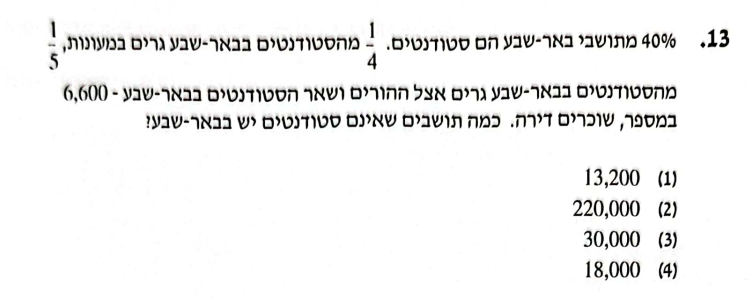 13. 40% מתושבי באר-שבע הם סטודנטים. 1/4 מהסטודנטים בבאר-שבע גרים במעונות, 1/5
מהסטודנטים בבאר-שבע גרים אצל ההורים ושאר הסטודנטים בבאר-שבע - 6,600
במספר, שוכרים דירה. כמה תושבים שאינם סטודנטים יש בבאר-שבע?
(1) 13,200
(2) 220,000
(3) 30,000
(4) 18,000